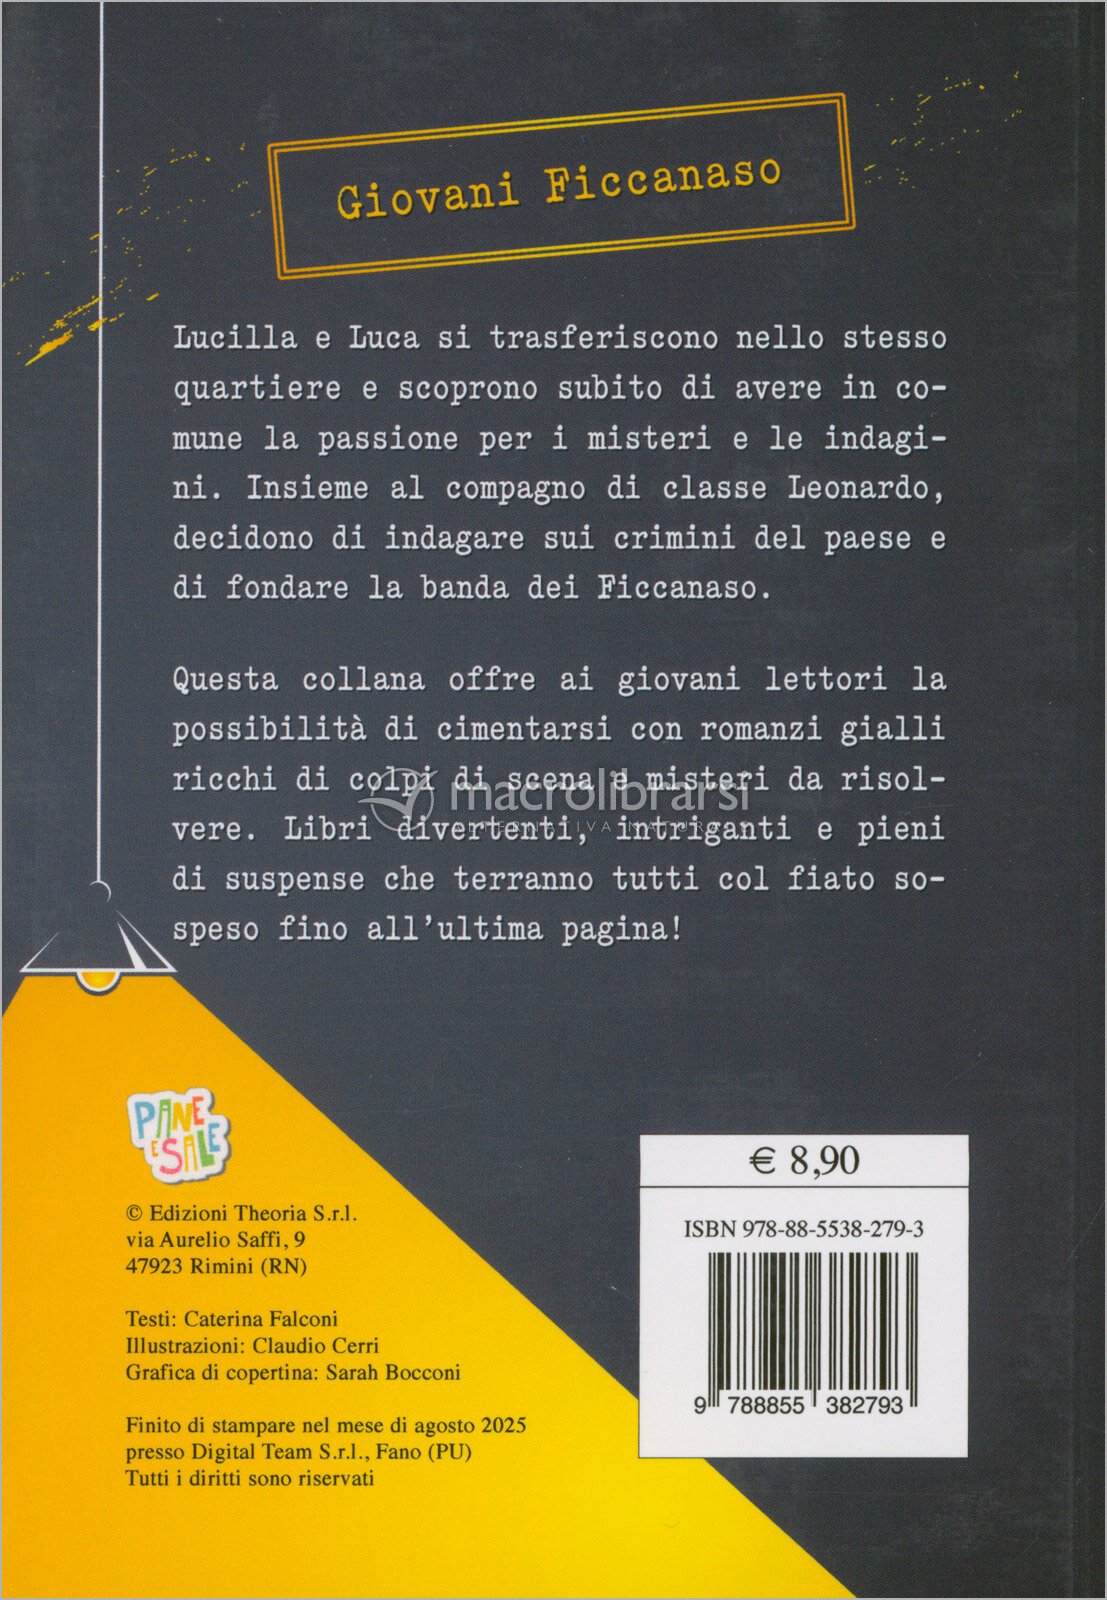 Giovani Ficcanaso
Lucilla e Luca si trasferiscono nello stesso
quartiere e scoprono subito di avere in co-
mune la passione per i misteri e le indagi-
ni. Insieme al compagno di classe Leonardo,
decidono di indagare sui crimini del paese e
di fondare la banda dei Ficcanaso.
Questa collana offre ai giovani lettori la
possibilità di cimentarsi con romanzi gialli
ricchi di colpi di scena e misteri da risol-
vere. Libri divertenti, intriganti e pieni
di suspense che terranno tutti col fiato so-
speso fino all'ultima pagina!
macrolibrarsi
ALTERNATIVA NATURALE
PANE
E
SALE
© Edizioni Theoria S.r.l.
via Aurelio Saffi, 9
47923 Rimini (RN)
Testi: Caterina Falconi
Illustrazioni: Claudio Cerri
Grafica di copertina: Sarah Bocconi
Finito di stampare nel mese di agosto 2025
presso Digital Team S.r.l., Fano (PU)
Tutti i diritti sono riservati
€ 8,90
ISBN 978-88-5538-279-3
9 788855 382793